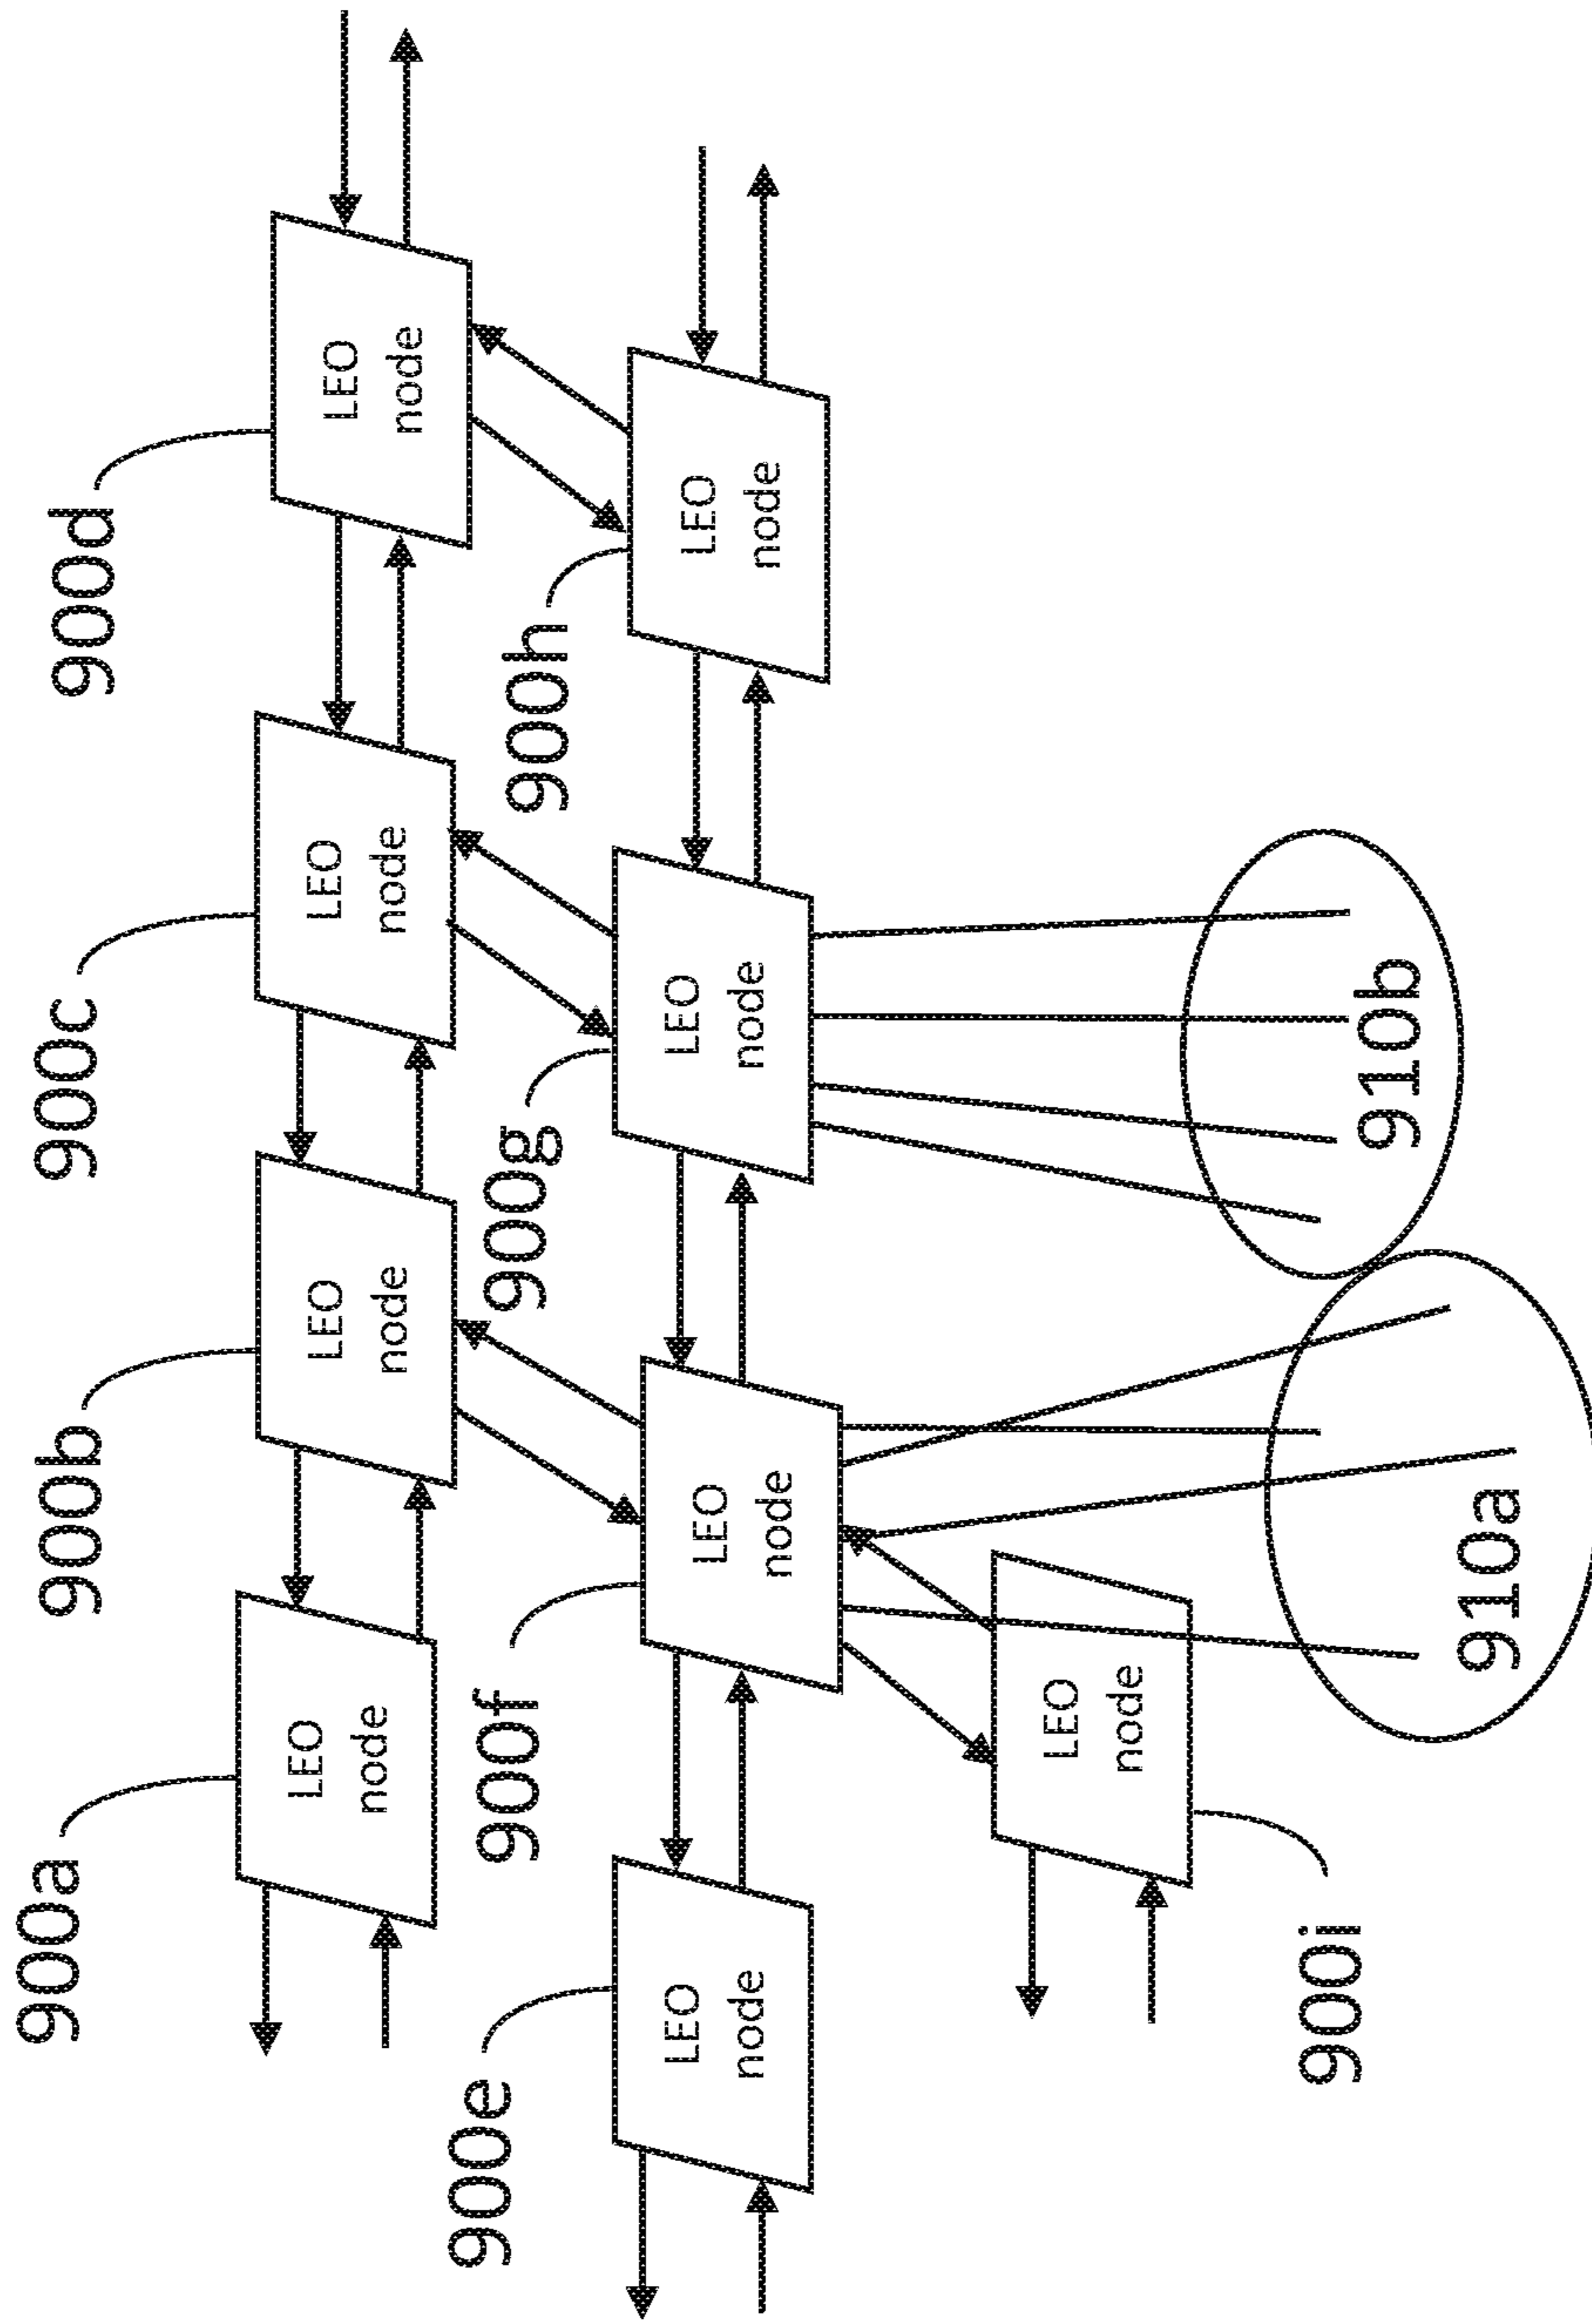 900a
900b
900c
900d
LEO
node
LEO
node
LEO
node
LEO
node
900e
900f
900g
900h
LEO
node
LEO
node
LEO
node
LEO
node
LEO
node
900i
910a
910b